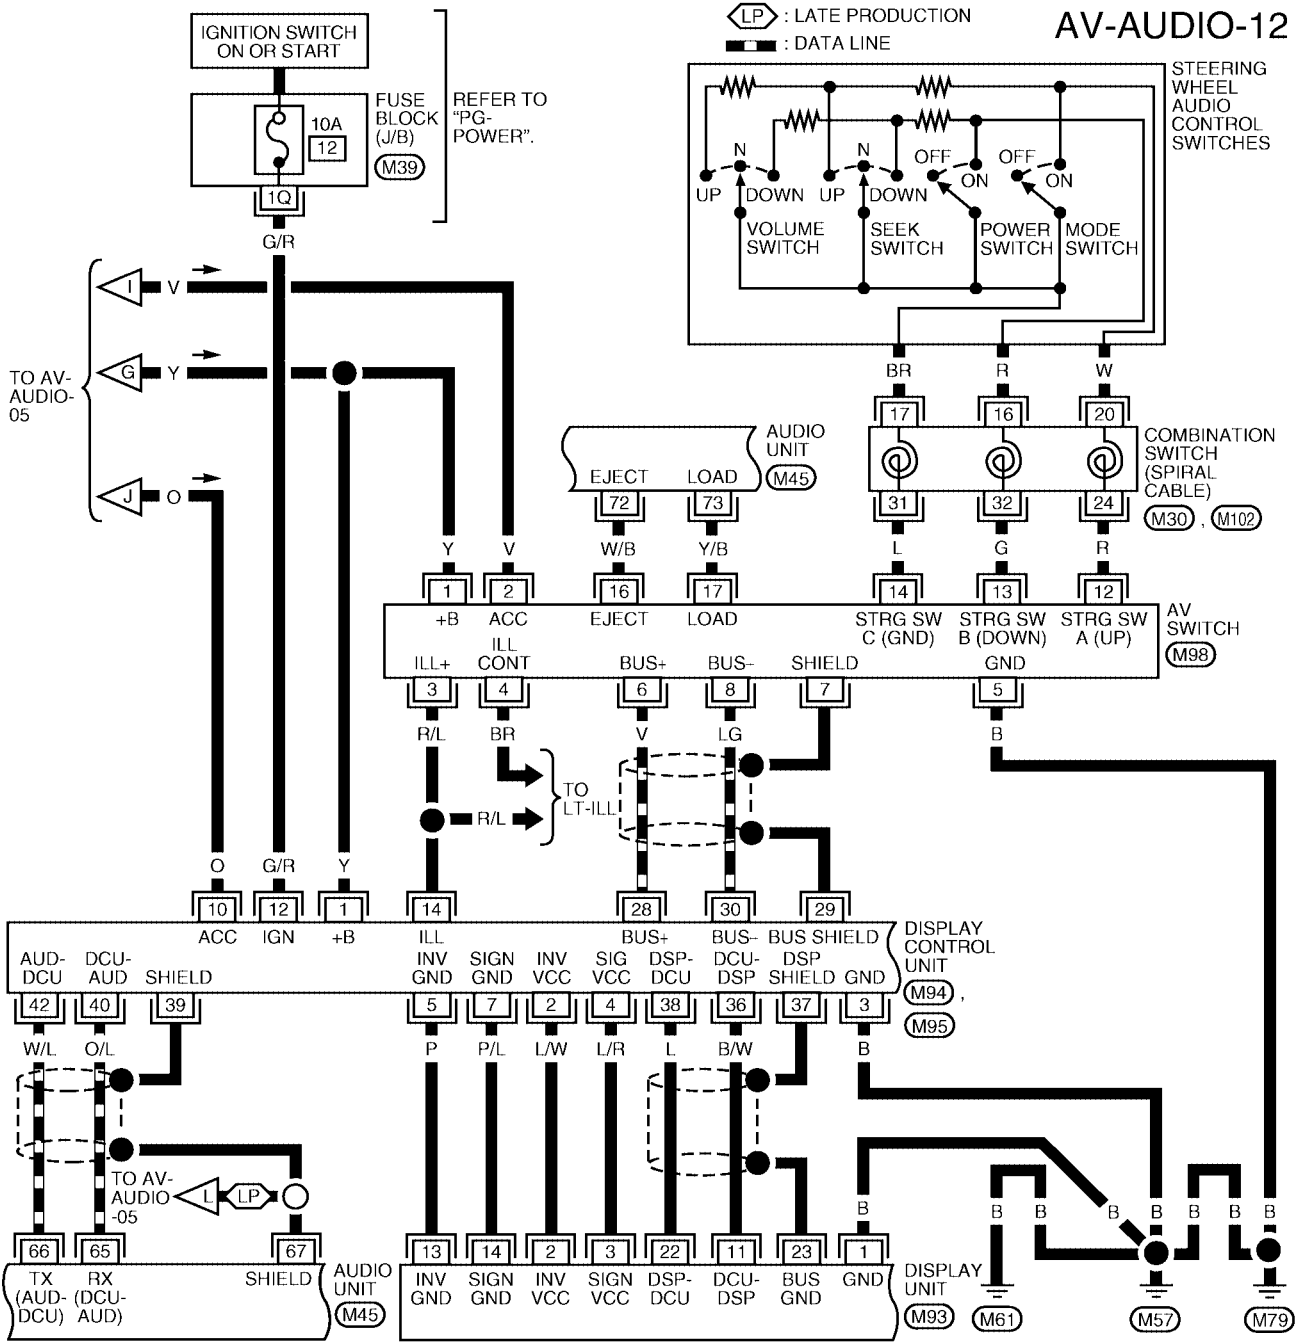 LP : LATE PRODUCTION
: DATA LINE
AV-AUDIO-12
IGNITION SWITCH
ON OR START
FUSE
BLOCK
(J/B)
M39
10A
12
1Q
REFER TO
"PG-
POWER".
G/R
STEERING
WHEEL
AUDIO
CONTROL
SWITCHES
N
UP
DOWN
VOLUME
SWITCH
N
UP
DOWN
SEEK
SWITCH
OFF
ON
POWER
SWITCH
OFF
ON
MODE
SWITCH
BR R W
17 16 20
COMBINATION
SWITCH
(SPIRAL
CABLE)
M30 , M102
31 32 24
L G R
14 13 12
TO AV-
AUDIO-
05
I V
G Y
J O
AUDIO
UNIT
M45
EJECT LOAD
72 73
W/B Y/B
Y V
1 2 16 17
+B ACC EJECT LOAD
STRG SW
C (GND)
STRG SW
B (DOWN)
STRG SW
A (UP)
AV
SWITCH
M98
ILL+
ILL
CONT
BUS+ BUS- SHIELD GND
3 4 6 8 7 5
R/L BR V LG B
R/L
TO
LT-ILL
O G/R Y
10 12 1 14 28 30 29
ACC IGN +B ILL BUS+ BUS- BUS SHIELD
DISPLAY
CONTROL
UNIT
M94 ,
M95
AUD-
DCU
DCU-
AUD
SHIELD
INV
GND
SIGN
GND
INV
VCC
SIG
VCC
DSP-
DCU
DCU-
DSP
DSP
SHIELD
GND
42 40 39 5 7 2 4 38 36 37 3
W/L O/L P P/L L/W L/R L B/W B
TO AV-
AUDIO
-05
L LP
B B B B B B B
66 65 67 13 14 2 3 22 11 23 1
TX
(AUD-
DCU)
RX
(DCU-
AUD)
SHIELD
AUDIO
UNIT
M45
INV
GND
SIGN
GND
INV
VCC
SIGN
VCC
DSP-
DCU
DCU-
DSP
BUS
GND
GND
DISPLAY
UNIT
M93
M61 M57 M79